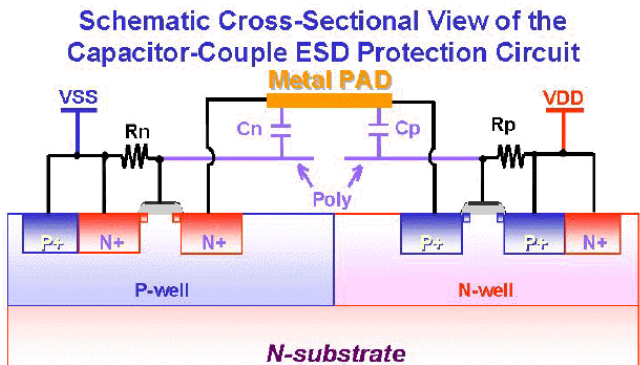 Schematic Cross-Sectional View of the
Capacitor-Couple ESD Protection Circuit
Metal PAD
VSS
VDD
Rn
Cn
Cp
Rp
Poly
P+
N+
N+
P+
P+
N+
P-well
N-well
N-substrate